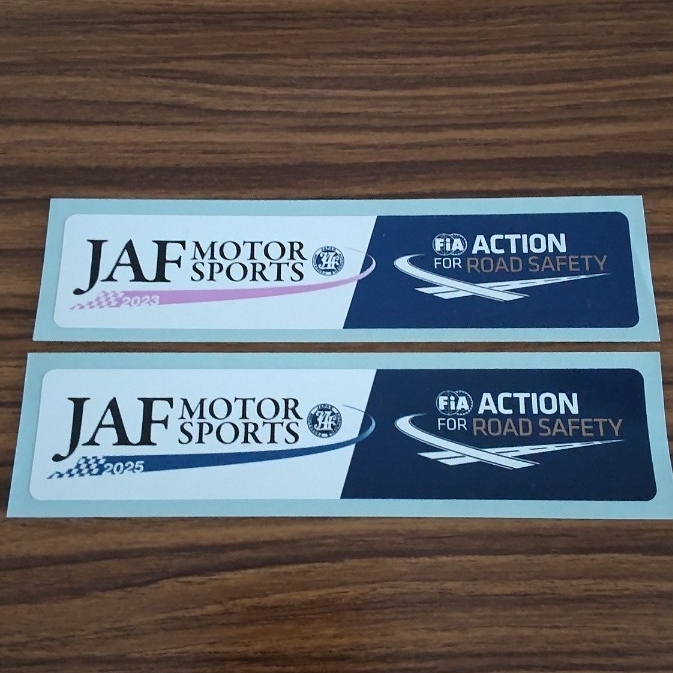 JAF MOTOR SPORTS
2023
FiA ACTION
FOR ROAD SAFETY
JAF MOTOR SPORTS
2025
FiA ACTION
FOR ROAD SAFETY